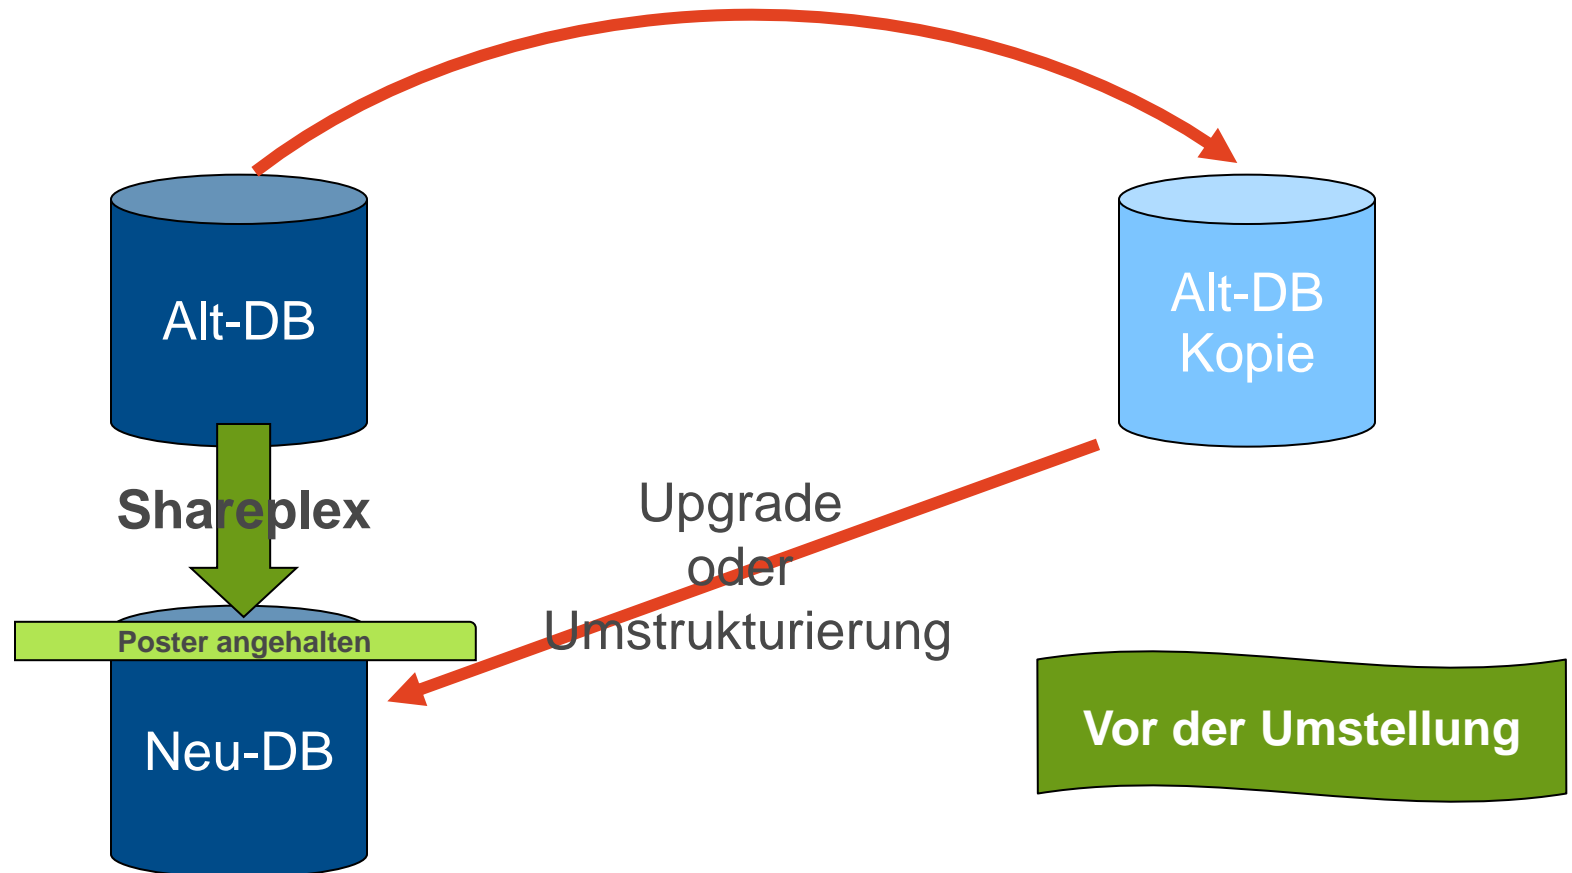 Alt-DB
Alt-DB
Kopie
Shareplex
Upgrade
oder
Umstrukturierung
Poster angehalten
Neu-DB
Vor der Umstellung